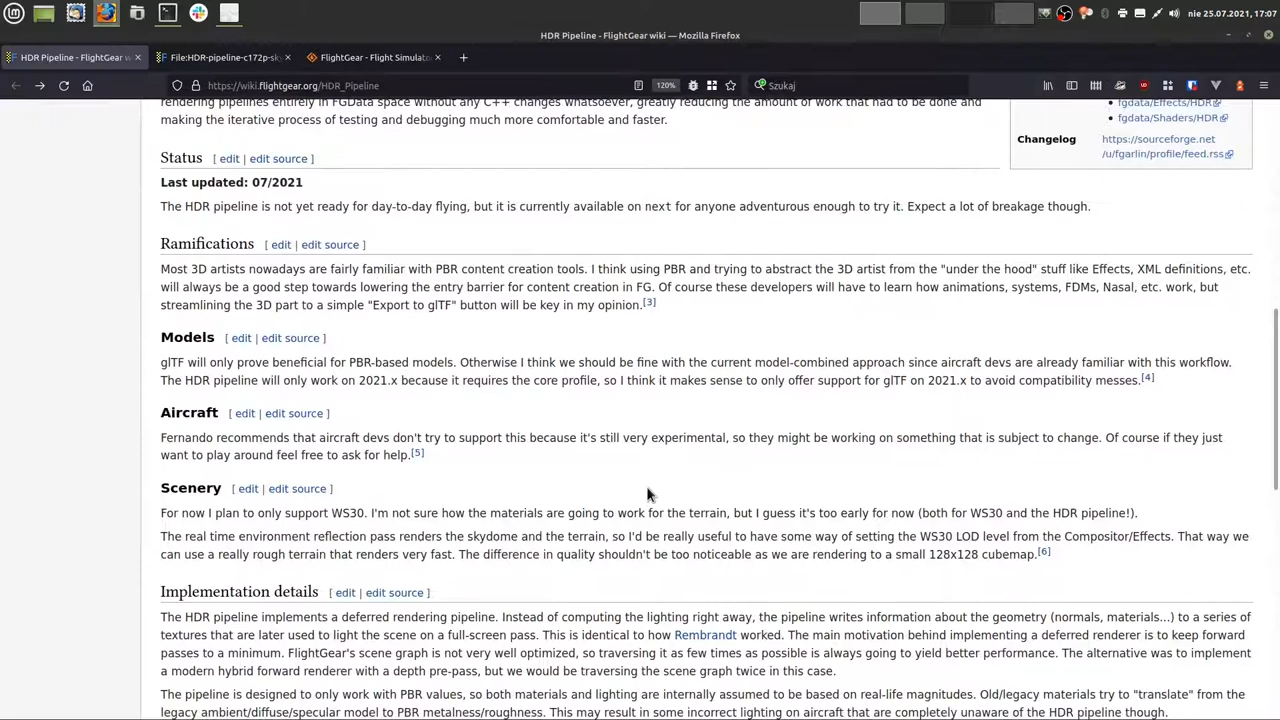 nie 25.07.2021, 17:07
HDR Pipeline - FlightGear wiki — Mozilla Firefox
HDR Pipeline - FlightGear w
File:HDR-pipeline-c172p-sk
FlightGear - Flight Simulato
https://wiki.flightgear.org/HDR_Pipeline
120%
Szukaj
rendering pipelines entirely in FGData space without any C++ changes whatsoever, greatly reducing the amount of work that had to be done and
making the iterative process of testing and debugging much more comfortable and faster.
fgdata/Effects/HDR
fgdata/Shaders/HDR
Changelog
https://sourceforge.net
/u/fgarlin/profile/feed.rss
Status [ edit | edit source ]
Last updated: 07/2021
The HDR pipeline is not yet ready for day-to-day flying, but it is currently available on next for anyone adventurous enough to try it. Expect a lot of breakage though.
Ramifications [ edit | edit source ]
Most 3D artists nowadays are fairly familiar with PBR content creation tools. I think using PBR and trying to abstract the 3D artist from the "under the hood" stuff like Effects, XML definitions, etc.
will always be a good step towards lowering the entry barrier for content creation in FG. Of course these developers will have to learn how animations, systems, FDMs, Nasal, etc. work, but
streamlining the 3D part to a simple "Export to glTF" button will be key in my opinion.[3]
Models [ edit | edit source ]
glTF will only prove beneficial for PBR-based models. Otherwise I think we should be fine with the current model-combined approach since aircraft devs are already familiar with this workflow.
The HDR pipeline will only work on 2021.x because it requires the core profile, so I think it makes sense to only offer support for glTF on 2021.x to avoid compatibility messes.[4]
Aircraft [ edit | edit source ]
Fernando recommends that aircraft devs don't try to support this because it's still very experimental, so they might be working on something that is subject to change. Of course if they just
want to play around feel free to ask for help.[5]
Scenery [ edit | edit source ]
For now I plan to only support WS30. I'm not sure how the materials are going to work for the terrain, but I guess it's too early for now (both for WS30 and the HDR pipeline!).
The real time environment reflection pass renders the skydome and the terrain, so I'd be really useful to have some way of setting the WS30 LOD level from the Compositor/Effects. That way we
can use a really rough terrain that renders very fast. The difference in quality shouldn't be too noticeable as we are rendering to a small 128x128 cubemap.[6]
Implementation details [ edit | edit source ]
The HDR pipeline implements a deferred rendering pipeline. Instead of computing the lighting right away, the pipeline writes information about the geometry (normals, materials...) to a series of
textures that are later used to light the scene on a full-screen pass. This is identical to how Rembrandt worked. The main motivation behind implementing a deferred renderer is to keep forward
passes to a minimum. FlightGear's scene graph is not very well optimized, so traversing it as few times as possible is always going to yield better performance. The alternative was to implement
a modern hybrid forward renderer with a depth pre-pass, but we would be traversing the scene graph twice in this case.
The pipeline is designed to only work with PBR values, so both materials and lighting are internally assumed to be based on real-life magnitudes. Old/legacy materials try to "translate" from the
legacy ambient/diffuse/specular model to PBR metalness/roughness. This may result in some incorrect lighting on aircraft that are completely unaware of the HDR pipeline though.